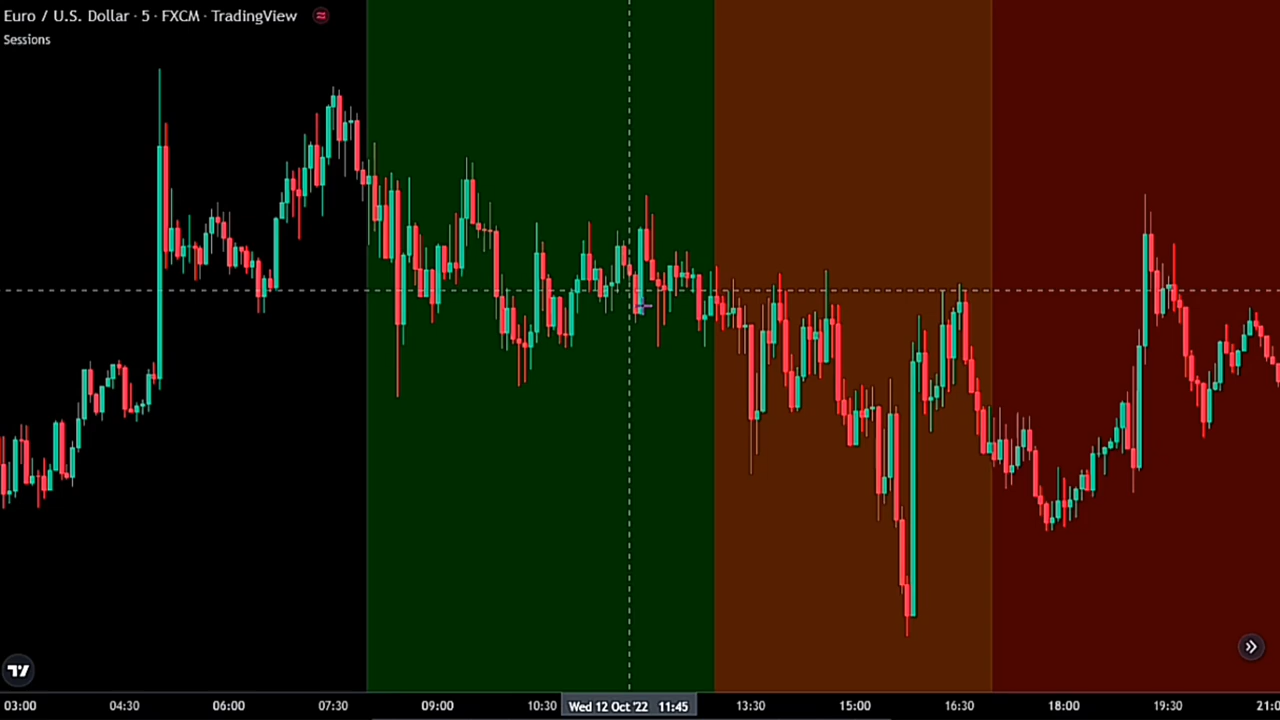 Euro / U.S. Dollar · 5 · FXCM · TradingView
Sessions
03:00 04:30 06:00 07:30 09:00 10:30 Wed 12 Oct '22 11:45 13:30 15:00 16:30 18:00 19:30 21:0